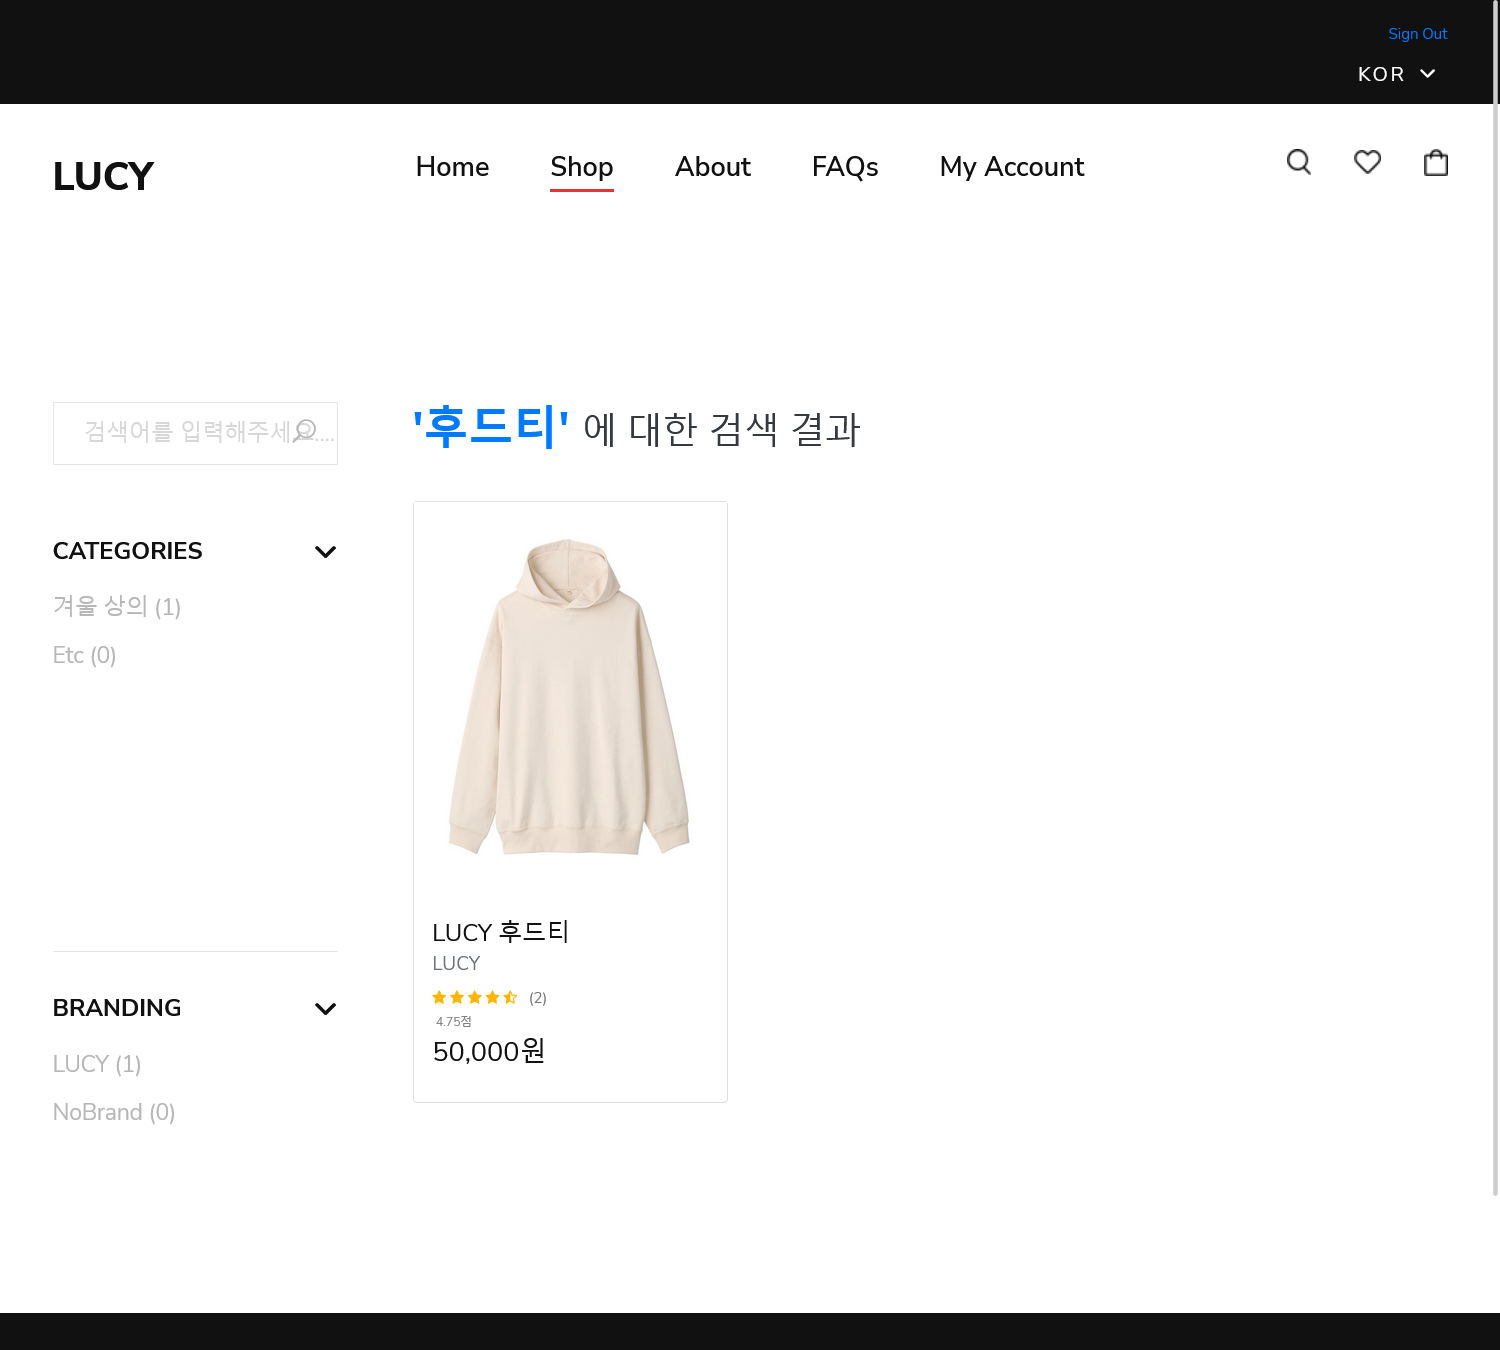 Sign Out
KOR
LUCY
Home
Shop
About
FAQs
My Account
검색어를 입력해주세요....
'후드티' 에 대한 검색 결과
CATEGORIES
겨울 상의 (1)
Etc (0)
LUCY 후드티
LUCY
(2)
4.75점
50,000원
BRANDING
LUCY (1)
NoBrand (0)